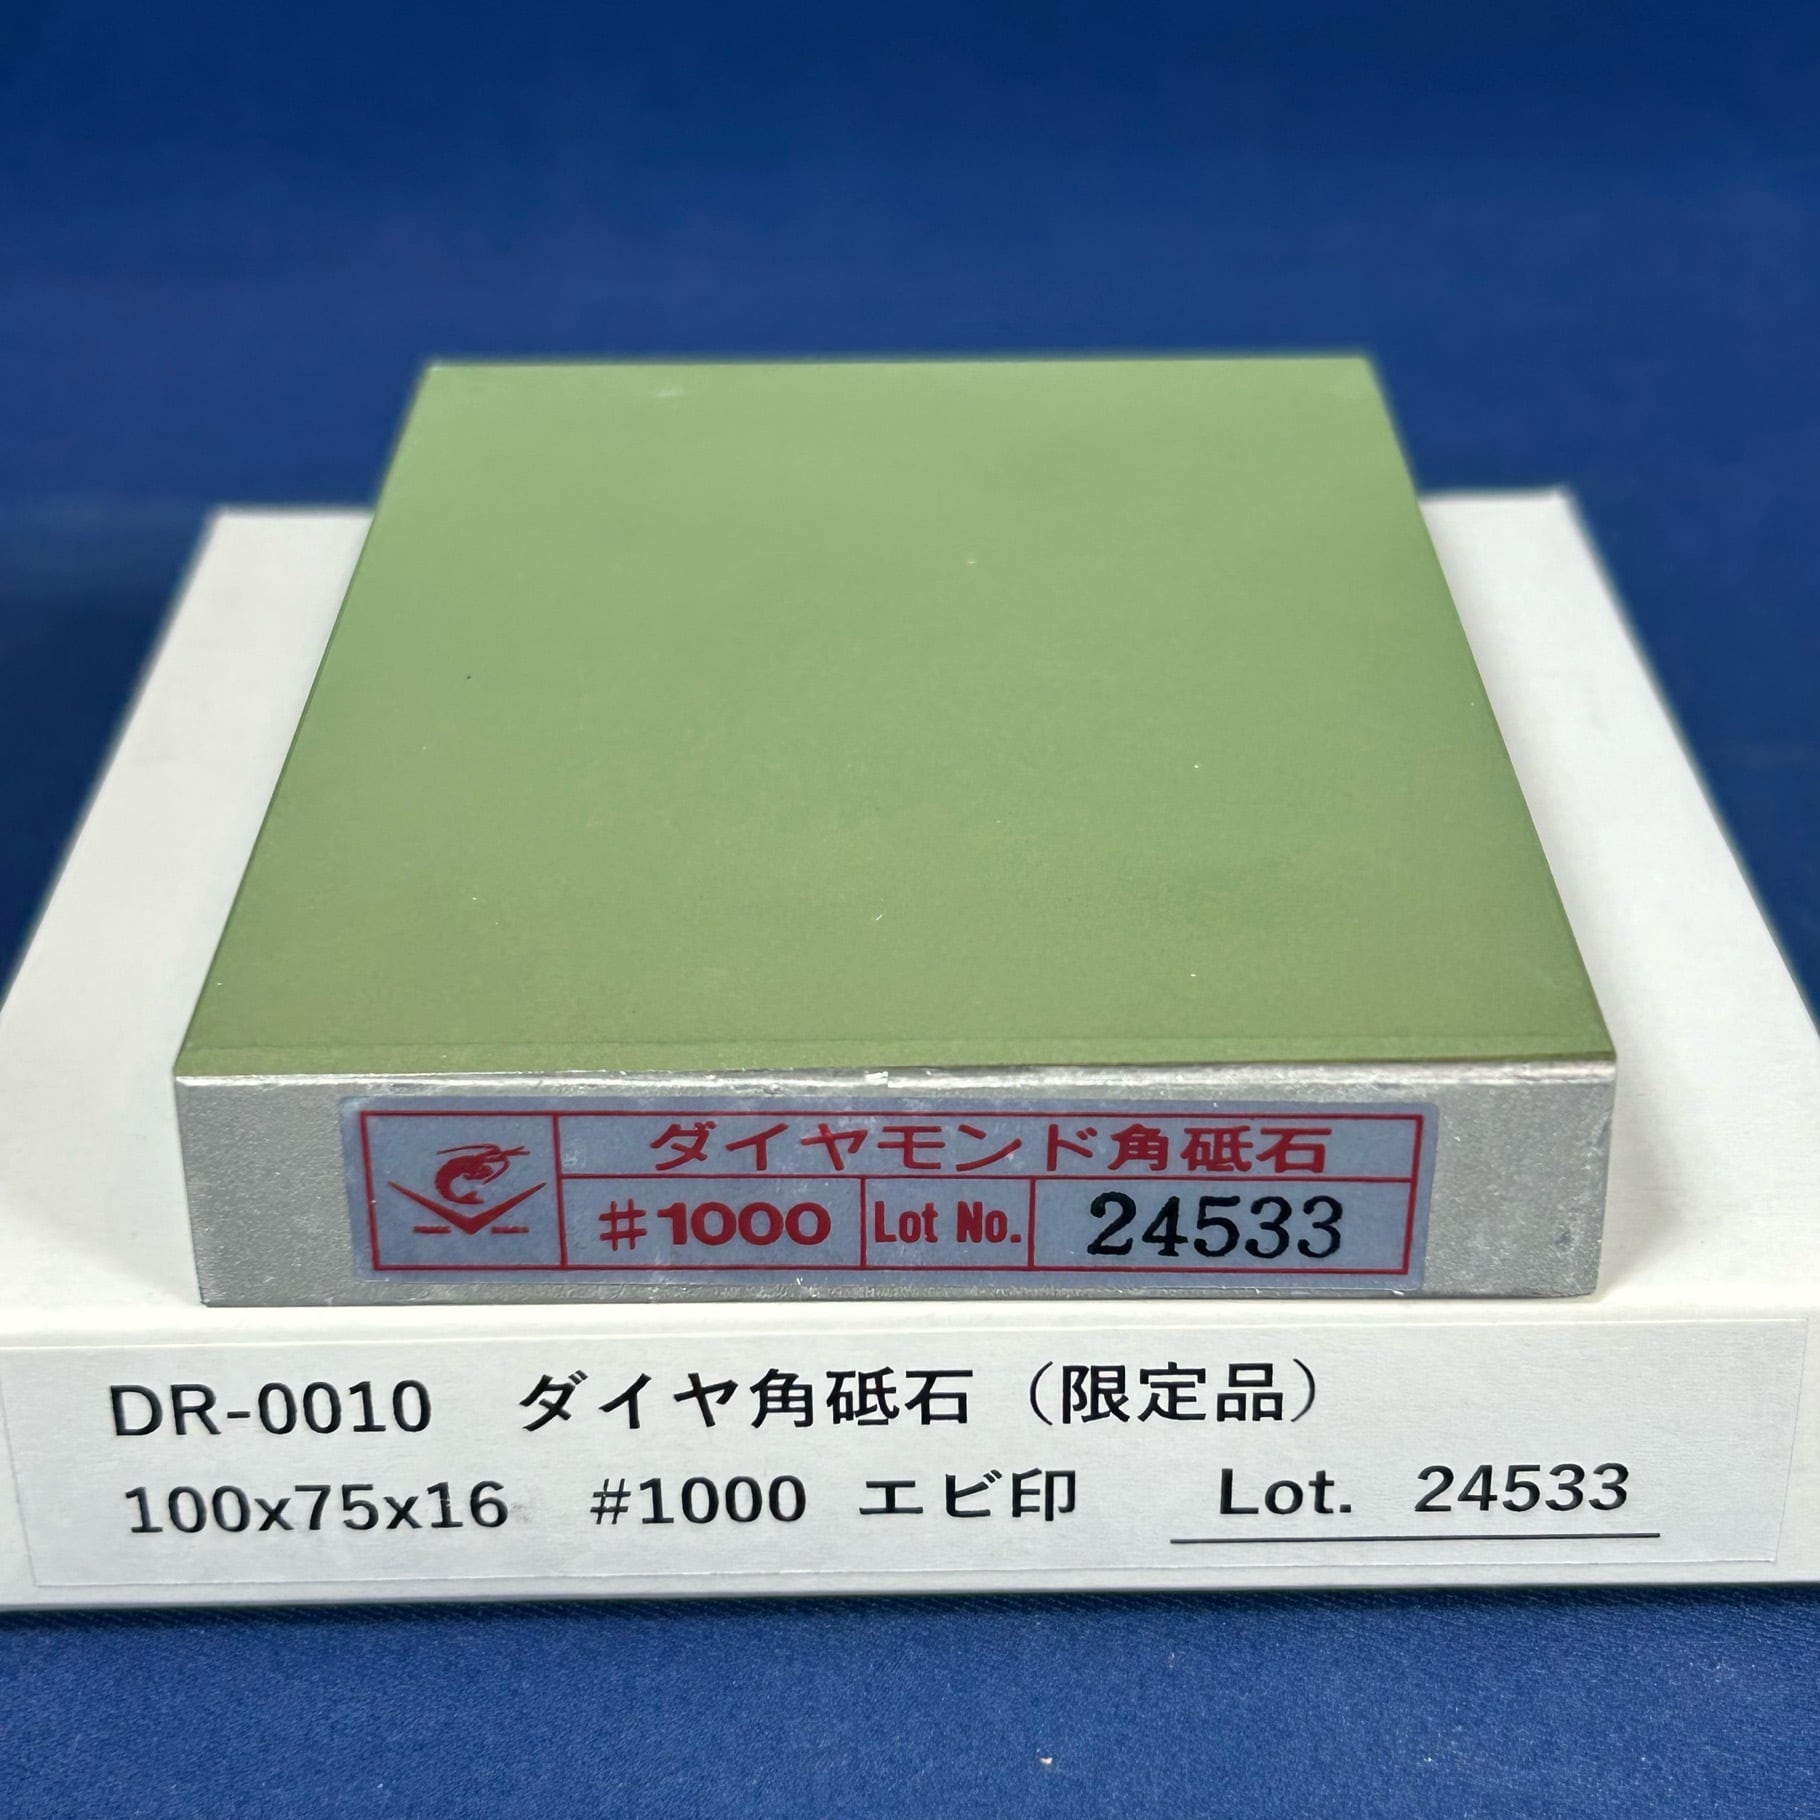 ダイヤモンド角砥石
#1000 Lot No. 24533
DR-0010 ダイヤ角砥石（限定品）
100x75x16 #1000 エビ印 Lot. 24533